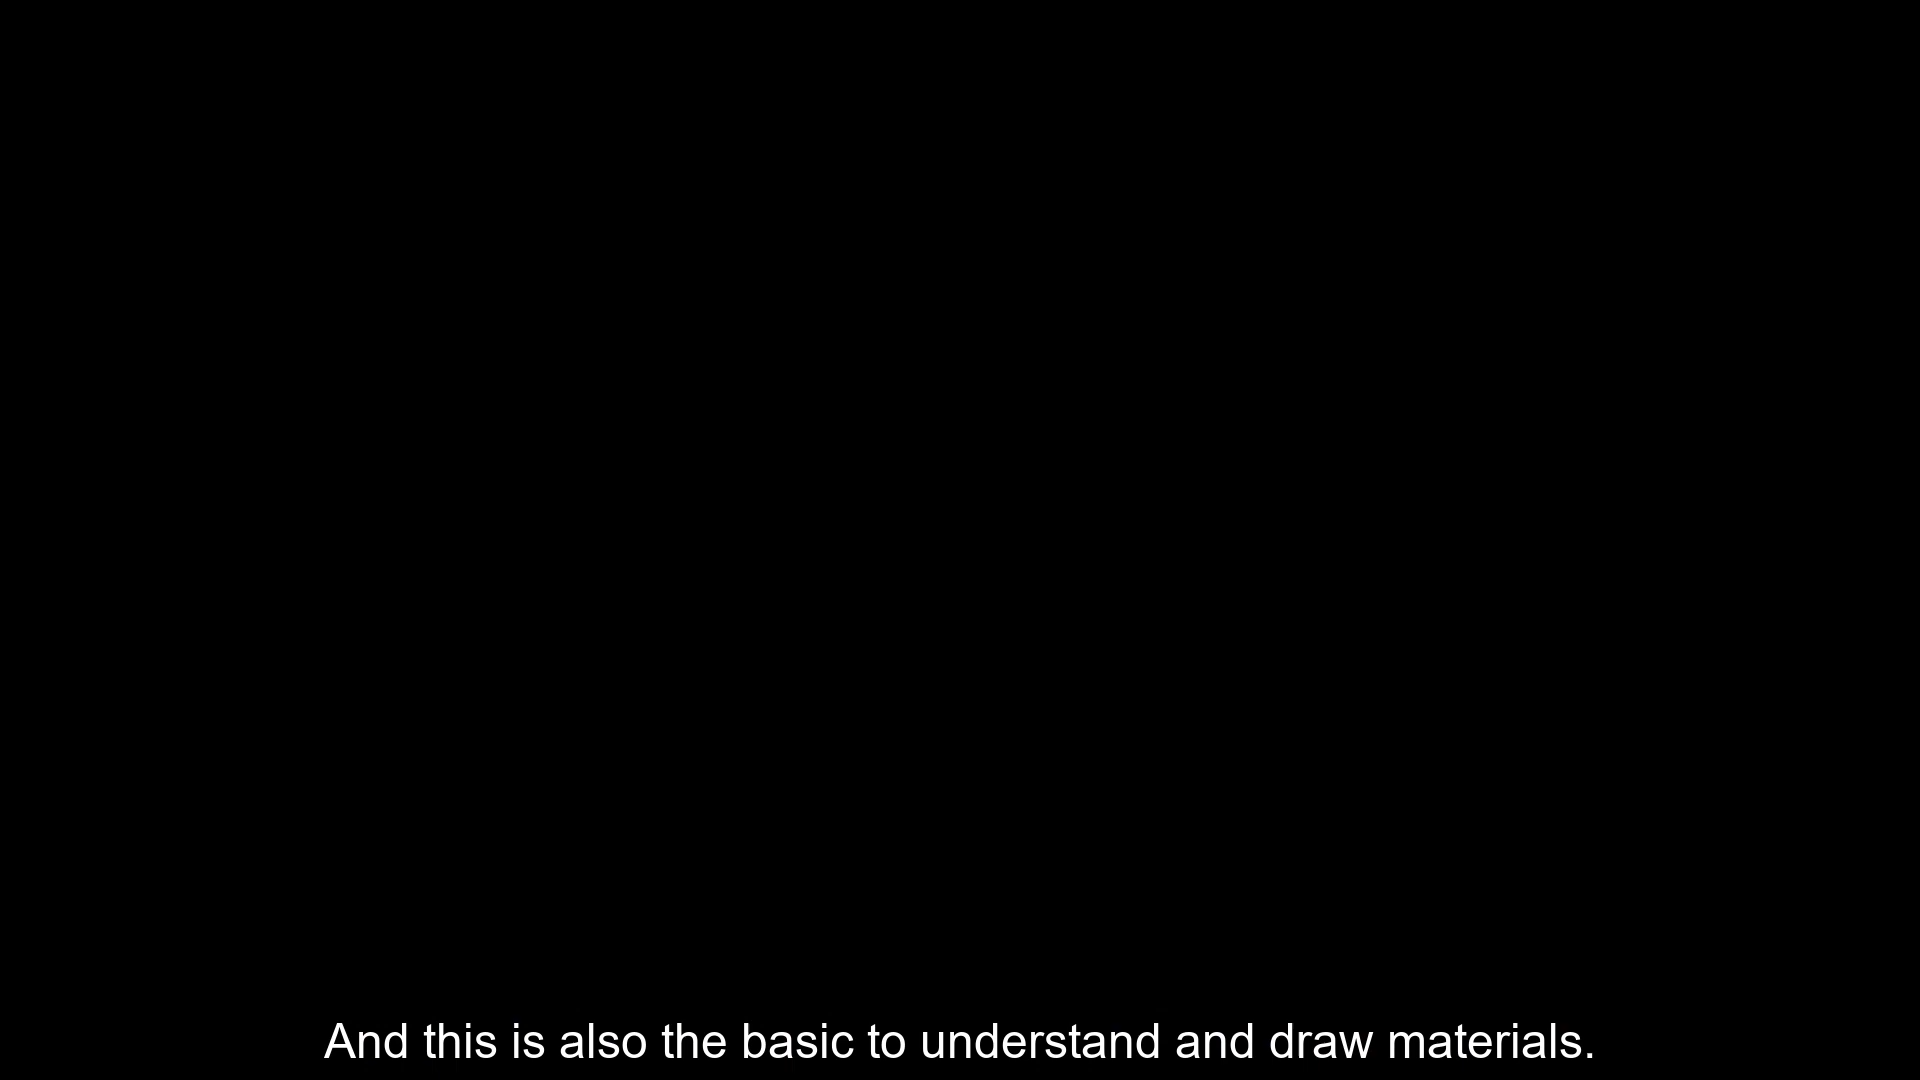 And this is also the basic to understand and draw materials.